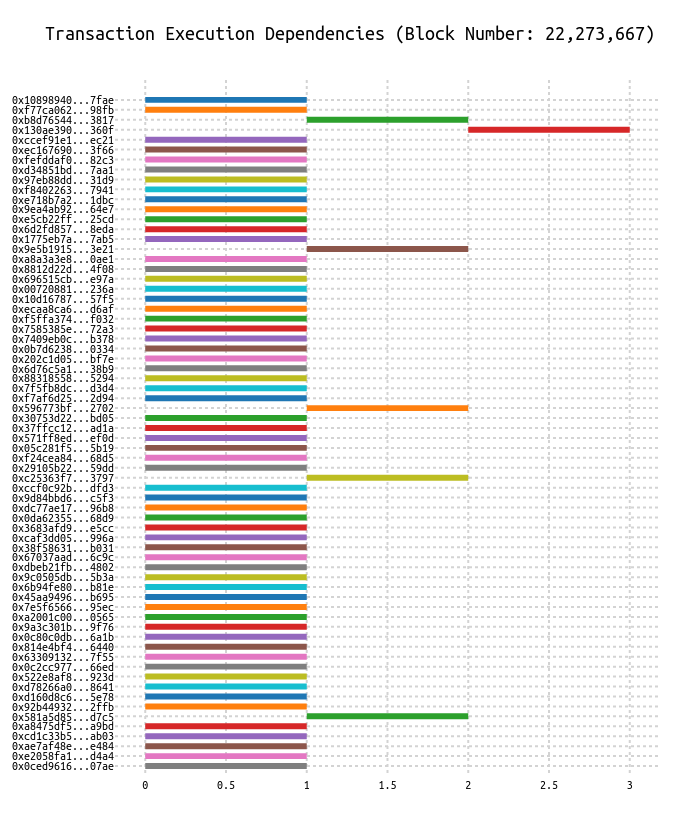 Transaction Execution Dependencies (Block Number: 22,273,667)
0x10898940...7fae
0xf77ca062...98fb
0xb8d76544...3817
0x130ae390...360f
0xccef91e1...ec21
0xec167690...3f66
0xfefddaf0...82c3
0xd34851bd...7aa1
0x97eb88dd...31d9
0xf8402263...7941
0xe718b7a2...1dbc
0x9ea4ab92...64e7
0xe5cb22ff...25cd
0x6d2fd857...8eda
0x1775eb7a...7ab5
0x9e5b1915...3e21
0xa8a3a3e8...0ae1
0x8812d22d...4f08
0x696515cb...e97a
0x00720881...236a
0x10d16787...57f5
0xecaa8ca6...d6af
0xf5ffa374...f032
0x7585385e...72a3
0x7409eb0c...b378
0x0b7d6238...0334
0x202c1d05...bf7e
0x6d76c5a1...38b9
0x88318558...5294
0x7f5fb8dc...d3d4
0xf7af6d25...2d94
0x596773bf...2702
0x30753d22...bd05
0x37ffcc12...ad1a
0x571ff8ed...ef0d
0x05c281f5...5b19
0xf24cea84...68d5
0x29105b22...59dd
0xc25363f7...3797
0xccf0c92b...dfd3
0x9d84bbd6...c5f3
0xdc77ae17...96b8
0x0da62355...68d9
0x3683afd9...e5cc
0xcaf3dd05...996a
0x38f58631...b031
0x67037aad...6c9c
0xdbeb21fb...4802
0x9c0505db...5b3a
0x6b94fe80...b81e
0x45aa9496...b695
0x7e5f6566...95ec
0xa2001c00...0565
0x9a3c301b...9f76
0x0c80c0db...6a1b
0x814e4bf4...6440
0x63309132...7f55
0x0c2cc977...66ed
0x522e8af8...923d
0xd78266a0...8641
0xd160d8c6...5e78
0x92b44932...2ffb
0x581a5d85...d7c5
0xa8475df5...a9bd
0xcd1c33b5...ab03
0xae7af48e...e484
0xe2058fa1...d4a4
0x0ced9616...07ae
0 0.5 1 1.5 2 2.5 3